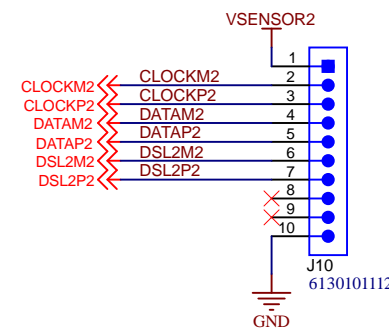 VSENSOR2
1
CLOCKM2 CLOCKM2 2
CLOCKP2 CLOCKP2 3
DATAM2 DATAM2 4
DATAP2 DATAP2 5
DSL2M2 DSL2M2 6
DSL2P2 DSL2P2 7
8
9
10
J10
6130101112
GND